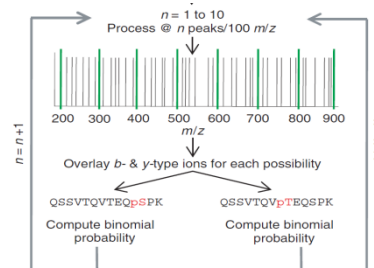 n = 1 to 10
Process @ n peaks/100 m/z
200 300 400 500 600 700 800 900
m/z
n = n+1
Overlay b- & y-type ions for each possibility
QSSVTQVTEQpSPK QSSVTQVpTEQSPK
Compute binomial Compute binomial
probability probability